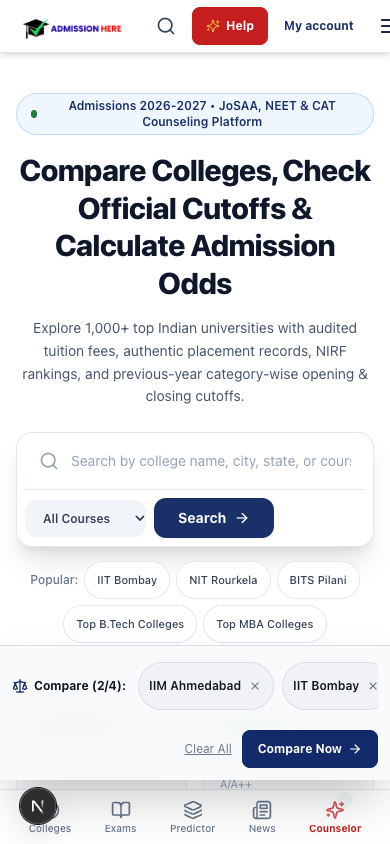 ADMISSION HERE
Help
My account
Admissions 2026-2027 • JoSAA, NEET & CAT
Counseling Platform
Compare Colleges, Check
Official Cutoffs &
Calculate Admission
Odds
Explore 1,000+ top Indian universities with audited
tuition fees, authentic placement records, NIRF
rankings, and previous-year category-wise opening &
closing cutoffs.
Search by college name, city, state, or cours
All Courses
Search
Popular:
IIT Bombay
NIT Rourkela
BITS Pilani
Top B.Tech Colleges
Top MBA Colleges
Compare (2/4):
IIM Ahmedabad
IIT Bombay
Clear All
Compare Now
A/A++
N
Colleges
Exams
Predictor
News
Counselor